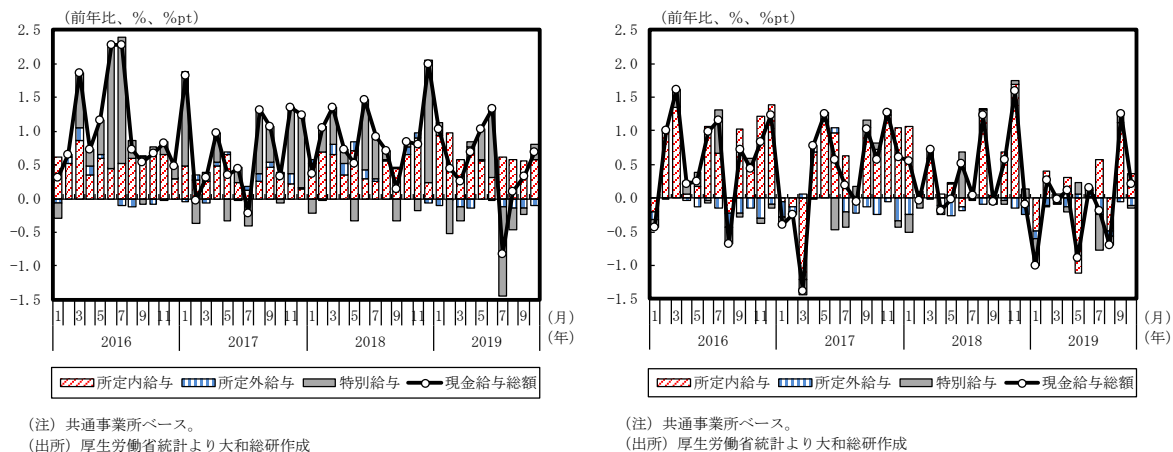 (前年比、%、%pt)
2.5
2.0
1.5
1.0
0.5
0.0
−0.5
−1.0
−1.5
1 3 5 7 9 11 1 3 5 7 9 11 1 3 5 7 9 11 1 3 5 7 9 (月)
2016 2017 2018 2019 (年)
所定内給与 所定外給与 特別給与 現金給与総額
(注)共通事業所ベース。
(出所)厚生労働省統計より大和総研作成
(前年比、%、%pt)
2.5
2.0
1.5
1.0
0.5
0.0
−0.5
−1.0
−1.5
1 3 5 7 9 11 1 3 5 7 9 11 1 3 5 7 9 11 1 3 5 7 9 (月)
2016 2017 2018 2019 (年)
所定内給与 所定外給与 特別給与 現金給与総額
(注)共通事業所ベース。
(出所)厚生労働省統計より大和総研作成